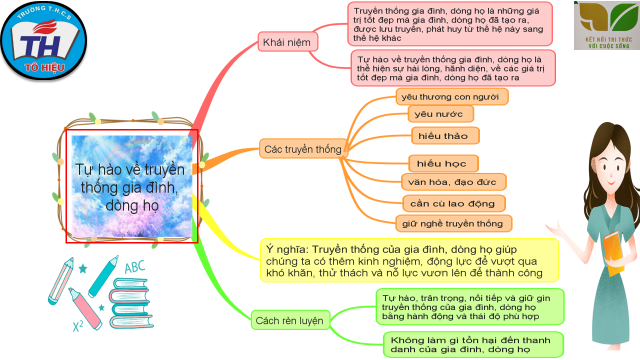 TRƯỜNG T.H.C.S
TH
TÔ HIỆU
KẾT NỐI TRI THỨC
VỚI CUỘC SỐNG
Tự hào về truyền
thống gia đình,
dòng họ
Khái niệm
Truyền thống gia đình, dòng họ là những giá
trị tốt đẹp mà gia đình, dòng họ đã tạo ra,
được lưu truyền, phát huy từ thế hệ này sang
thế hệ khác
Tự hào về truyền thống gia đình, dòng họ là
thể hiện sự hài lòng, hãnh diện, về các giá trị
tốt đẹp mà gia đình, dòng họ đã tạo ra
Các truyền thống
yêu thương con người
yêu nước
hiếu thảo
hiếu học
văn hóa, đạo đức
cần cù lao động
giữ nghề truyền thống
Ý nghĩa: Truyền thống của gia đình, dòng họ giúp
chúng ta có thêm kinh nghiệm, động lực để vượt qua
khó khăn, thử thách và nỗ lực vươn lên để thành công
Cách rèn luyện
Tự hào, trân trọng, nối tiếp và giữ gìn
truyền thống của gia đình, dòng họ
bằng hành động và thái độ phù hợp
Không làm gì tổn hại đến thanh
danh của gia đình, dòng họ
ABC
X²